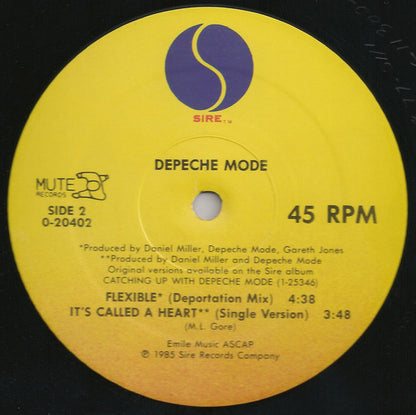 SIRE™
DEPECHE MODE
MUTE
RECORDS
SIDE 2
0-20402
45 RPM
*Produced by Daniel Miller, Depeche Mode, Gareth Jones
**Produced by Daniel Miller and Depeche Mode
Original versions available on the Sire album
CATCHING UP WITH DEPECHE MODE (1-25346)
FLEXIBLE* (Deportation Mix) 4:38
IT'S CALLED A HEART** (Single Version) 3:48
(M.L. Gore)
Emile Music ASCAP
℗ 1985 Sire Records Company